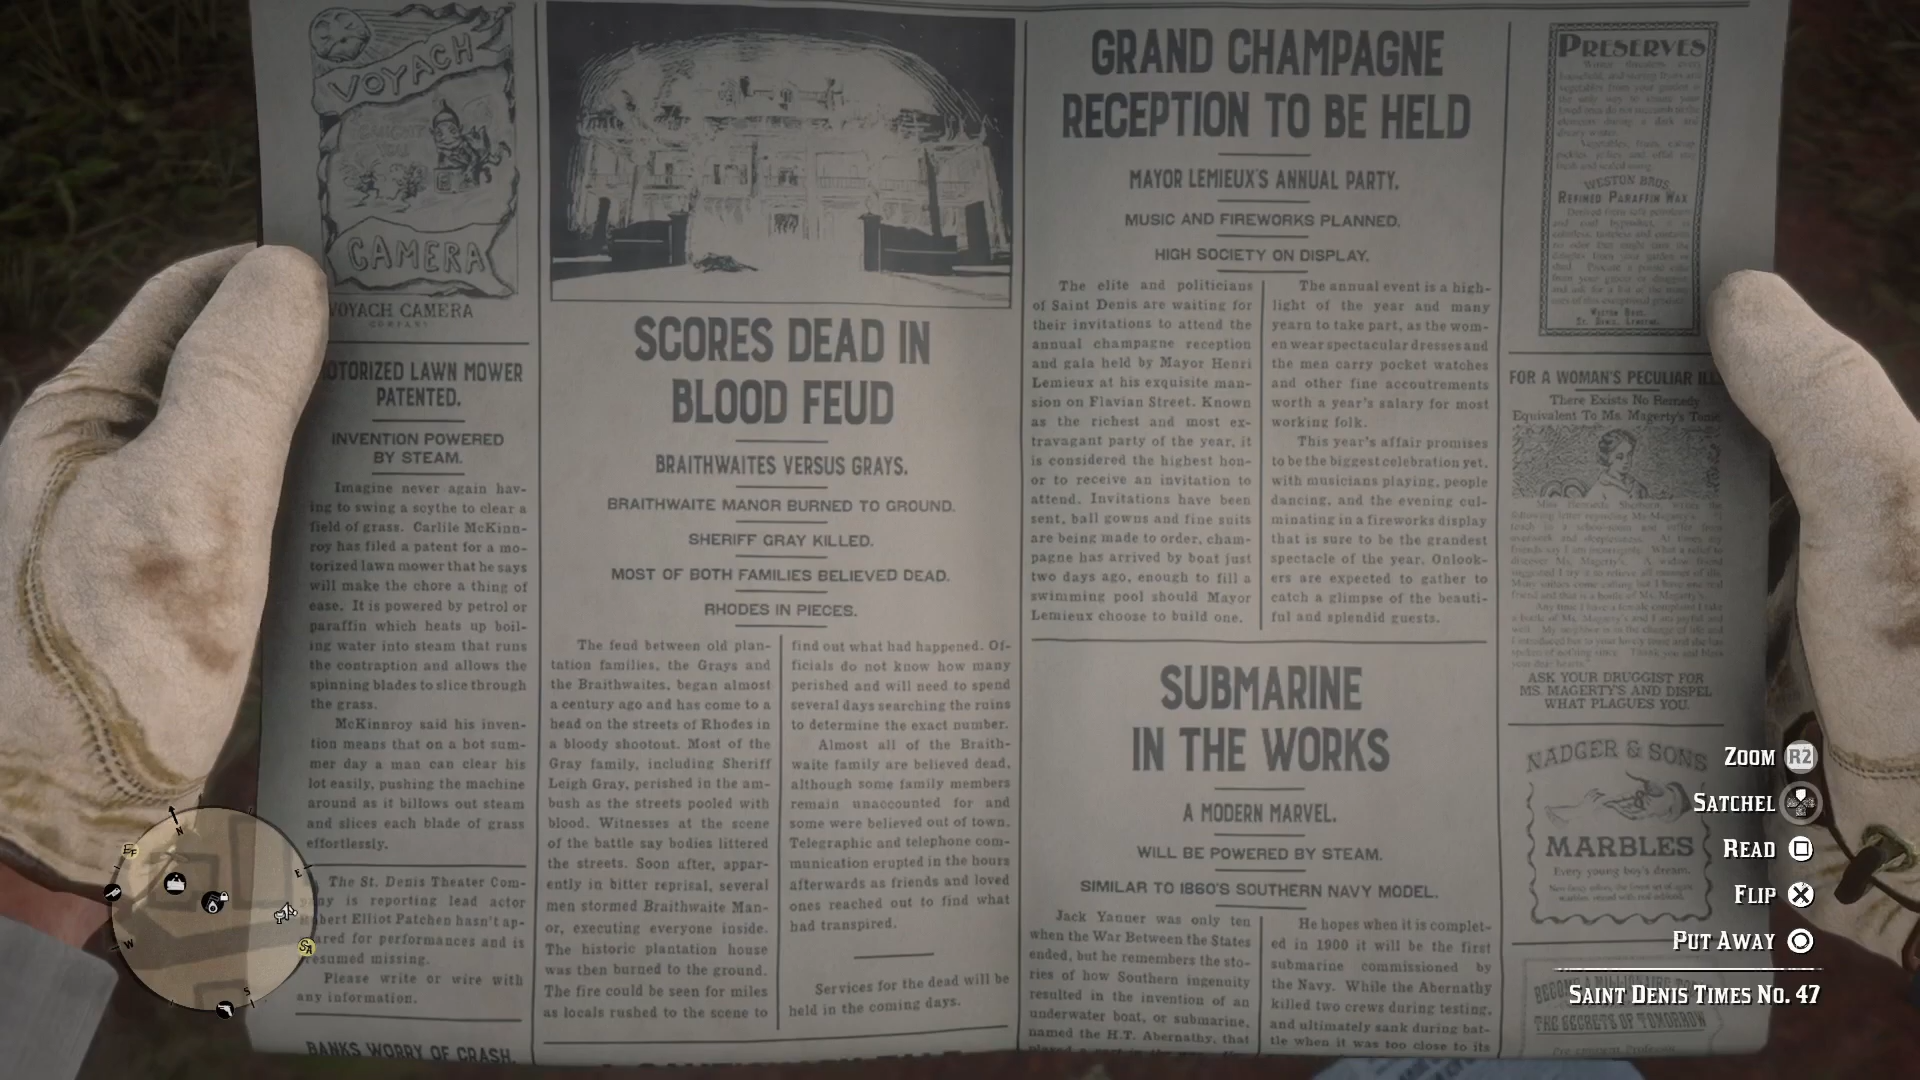 VOYACH
CAUGHT
YOU
CAMERA
VOYACH CAMERA
COMPANY
OTORIZED LAWN MOWER
PATENTED.
INVENTION POWERED
BY STEAM.
Imagine never again hav-
ing to swing a scythe to clear a
field of grass. Carlile McKinn-
roy has filed a patent for a mo-
torized lawn mower that he says
will make the chore a thing of
ease. It is powered by petrol or
paraffin which heats up boil-
ing water into steam that runs
the contraption and allows the
spinning blades to slice through
the grass.
McKinnroy said his inven-
tion means that on a hot sum-
mer day a man can clear his
lot easily, pushing the machine
around as it billows out steam
and slices each blade of grass
effortlessly.
The St. Denis Theater Com-
pany is reporting lead actor
obert Elliot Patchen hasn't ap-
ared for performances and is
resumed missing.
Please write or wire with
any information.
BANKS WORRY OF CRASH.
SCORES DEAD IN
BLOOD FEUD
BRAITHWAITES VERSUS GRAYS.
BRAITHWAITE MANOR BURNED TO GROUND.
SHERIFF GRAY KILLED.
MOST OF BOTH FAMILIES BELIEVED DEAD.
RHODES IN PIECES.
The feud between old plan-
tation families, the Grays and
the Braithwaites, began almost
a century ago and has come to a
head on the streets of Rhodes in
a bloody shootout. Most of the
Gray family, including Sheriff
Leigh Gray, perished in the am-
bush as the streets pooled with
blood. Witnesses at the scene
of the battle say bodies littered
the streets. Soon after, appar-
ently in bitter reprisal, several
men stormed Braithwaite Man-
or, executing everyone inside.
The historic plantation house
was then burned to the ground.
The fire could be seen for miles
as locals rushed to the scene to
find out what had happened. Of-
ficials do not know how many
perished and will need to spend
several days searching the ruins
to determine the exact number.
Almost all of the Braith-
waite family are believed dead,
although some family members
remain unaccounted for and
some were believed out of town.
Telegraphic and telephone com-
munication erupted in the hours
afterwards as friends and loved
ones reached out to find what
had transpired.
Services for the dead will be
held in the coming days.
GRAND CHAMPAGNE
RECEPTION TO BE HELD
MAYOR LEMIEUX'S ANNUAL PARTY.
MUSIC AND FIREWORKS PLANNED.
HIGH SOCIETY ON DISPLAY.
The elite and politicians
of Saint Denis are waiting for
their invitations to attend the
annual champagne reception
and gala held by Mayor Henri
Lemieux at his exquisite man-
sion on Flavian Street. Known
as the richest and most ex-
travagant party of the year, it
is considered the highest hon-
or to receive an invitation to
attend. Invitations have been
sent, ball gowns and fine suits
are being made to order, cham-
pagne has arrived by boat just
two days ago, enough to fill a
swimming pool should Mayor
Lemieux choose to build one.
The annual event is a high-
light of the year and many
yearn to take part, as the wom-
en wear spectacular dresses and
the men carry pocket watches
and other fine accoutrements
worth a year's salary for most
working folk.
This year's affair promises
to be the biggest celebration yet,
with musicians playing, people
dancing, and the evening cul-
minating in a fireworks display
that is sure to be the grandest
spectacle of the year. Onlook-
ers are expected to gather to
catch a glimpse of the beauti-
ful and splendid guests.
SUBMARINE
IN THE WORKS
A MODERN MARVEL.
WILL BE POWERED BY STEAM.
SIMILAR TO 1860'S SOUTHERN NAVY MODEL.
Jack Yanner was only ten
when the War Between the States
ended, but he remembers the sto-
ries of how Southern ingenuity
resulted in the invention of an
underwater boat, or submarine,
named the H.T. Abernathy, that
He hopes when it is complet-
ed in 1900 it will be the first
submarine commissioned by
the Navy. While the Abernathy
killed two crews during testing,
and ultimately sank during bat-
tle when it was too close to its
PRESERVES
WESTON BROS.
REFINED PARAFFIN WAX
WESTON BROS.
ST. DENIS, LEMOYNE.
FOR A WOMAN'S PECULIAR ILL
There Exists No Remedy
Equivalent To Ms. Magerty's Tonic
ASK YOUR DRUGGIST FOR
MS. MAGERTY'S AND DISPEL
WHAT PLAGUES YOU.
NADGER & SONS
MARBLES
Every young boy's dream.
BECOME A MILLIONAIRE TO
THE SECRETS OF TOMORROW
N
E
S
W
SA
ZOOM R2
SATCHEL
READ
FLIP
PUT AWAY
SAINT DENIS TIMES NO. 47